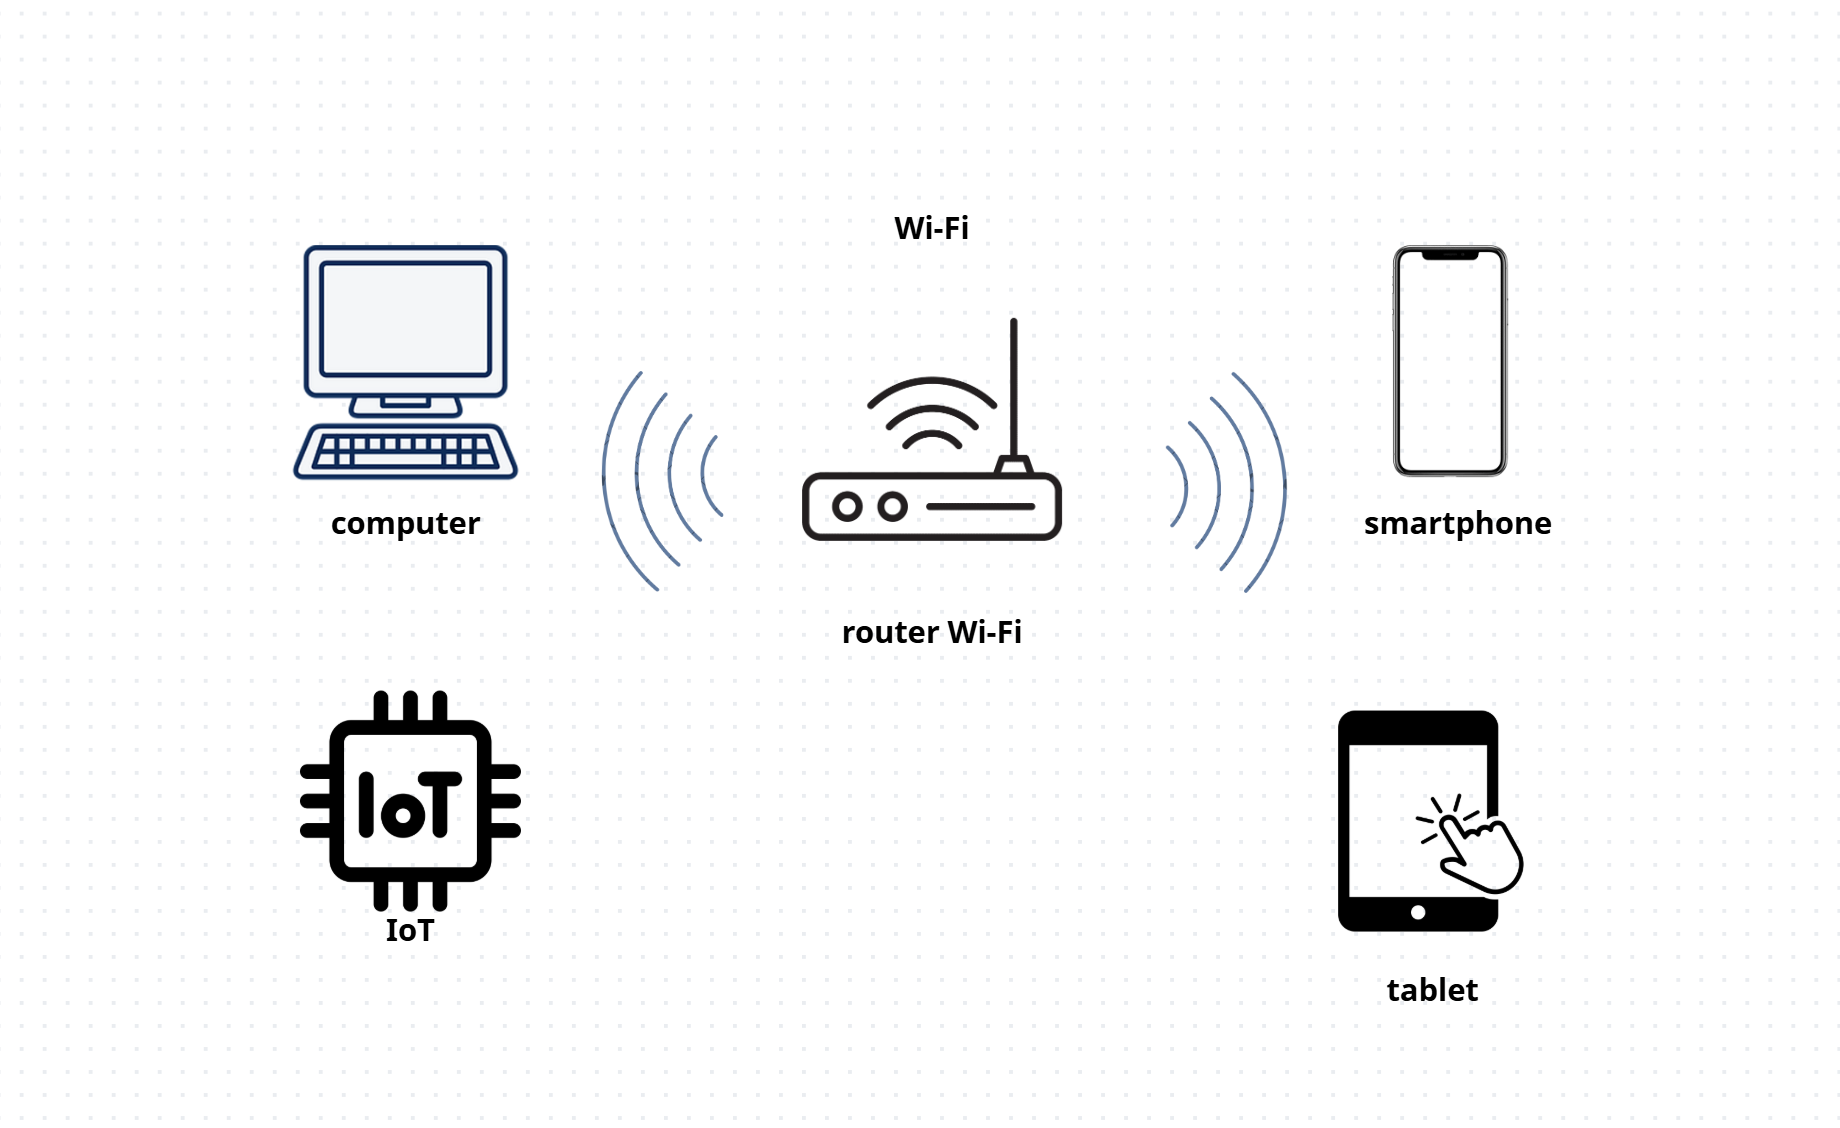 Wi-Fi
computer
smartphone
router Wi-Fi
IoT
IoT
tablet